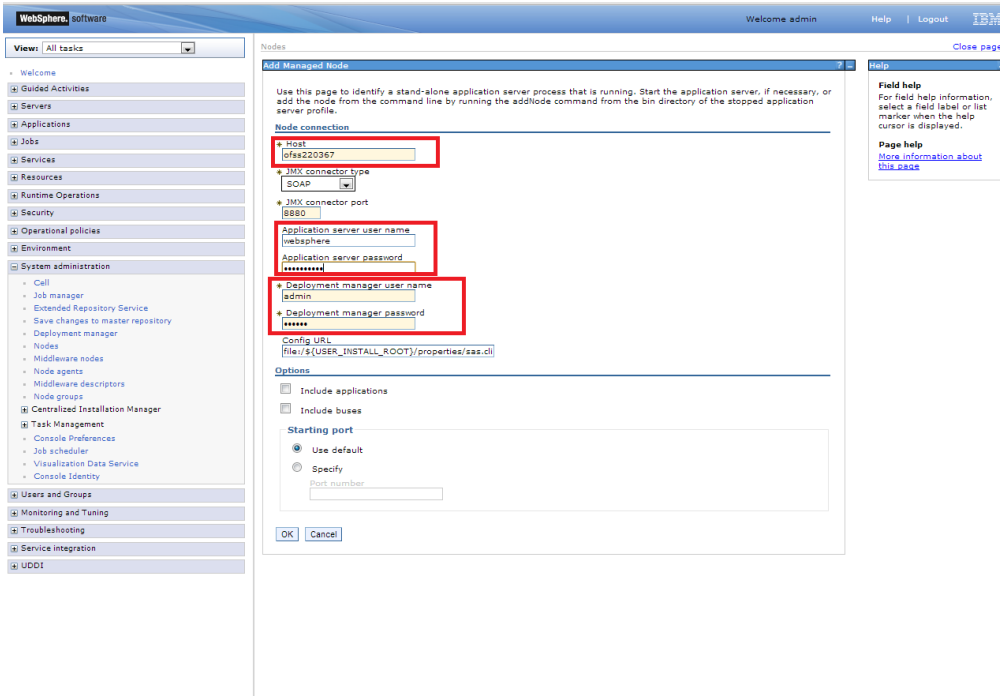 WebSphere. software
Welcome admin
Help | Logout
IBM
View: All tasks
Welcome
Guided Activities
Servers
Applications
Jobs
Services
Resources
Runtime Operations
Security
Operational policies
Environment
System administration
Cell
Job manager
Extended Repository Service
Save changes to master repository
Deployment manager
Nodes
Middleware nodes
Node agents
Middleware descriptors
Node groups
Centralized Installation Manager
Task Management
Console Preferences
Job scheduler
Visualization Data Service
Console Identity
Users and Groups
Monitoring and Tuning
Troubleshooting
Service integration
UDDI
Nodes
Close page
Add Managed Node
? –
Use this page to identify a stand-alone application server process that is running. Start the application server, if necessary, or
add the node from the command line by running the addNode command from the bin directory of the stopped application
server profile.
Node connection
* Host
ofss220367
* JMX connector type
SOAP
* JMX connector port
8880
Application server user name
websphere
Application server password
••••••••••
* Deployment manager user name
admin
* Deployment manager password
••••••
Config URL
file:/${USER_INSTALL_ROOT}/properties/sas.cli
Options
Include applications
Include buses
Starting port
Use default
Specify
Port number
OK
Cancel
Help
Field help
For field help information,
select a field label or list
marker when the help
cursor is displayed.
Page help
More information about
this page